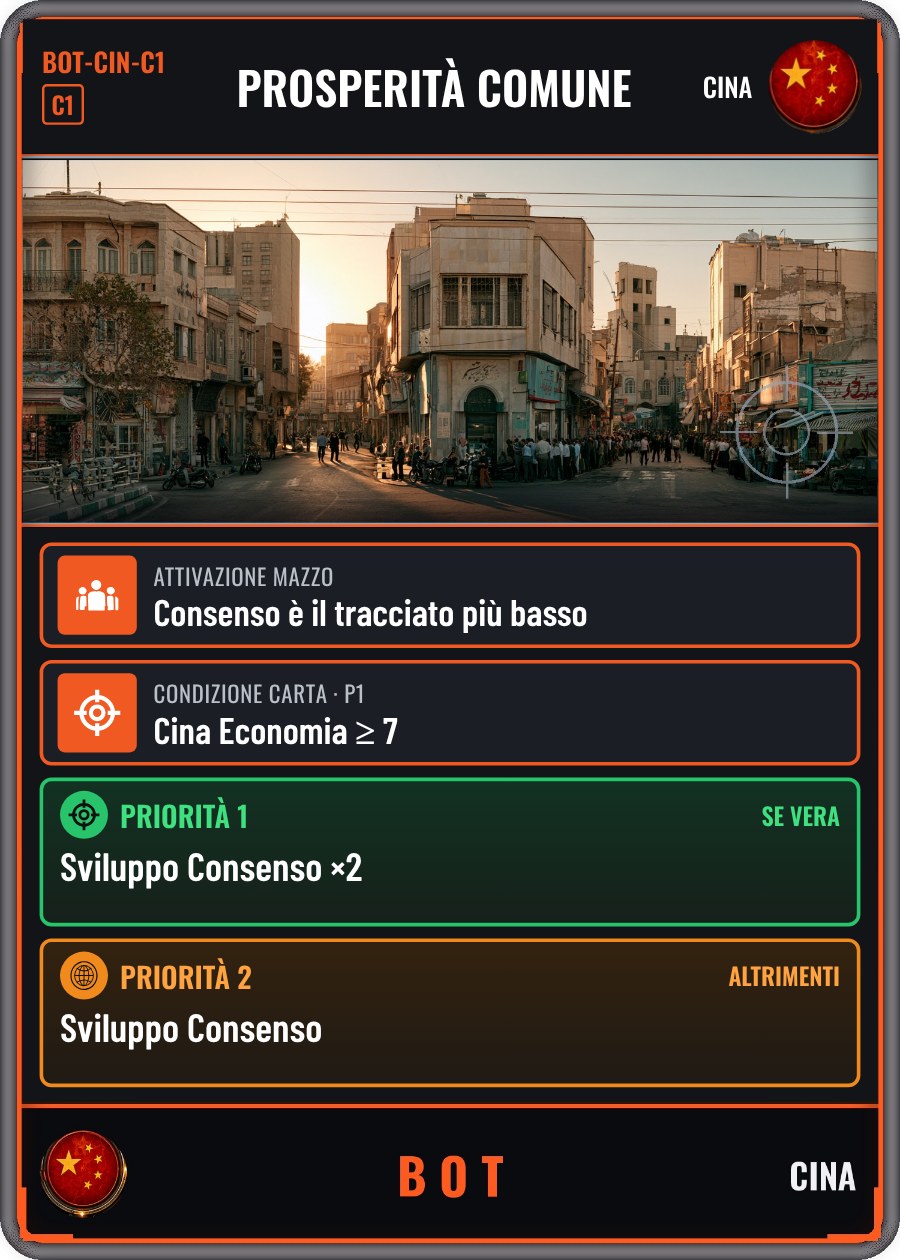 BOT-CIN-C1
C1
PROSPERITÀ COMUNE
CINA
ATTIVAZIONE MAZZO
Consenso è il tracciato più basso
CONDIZIONE CARTA · P1
Cina Economia ≥ 7
PRIORITÀ 1
SE VERA
Sviluppo Consenso ×2
PRIORITÀ 2
ALTRIMENTI
Sviluppo Consenso
BOT
CINA